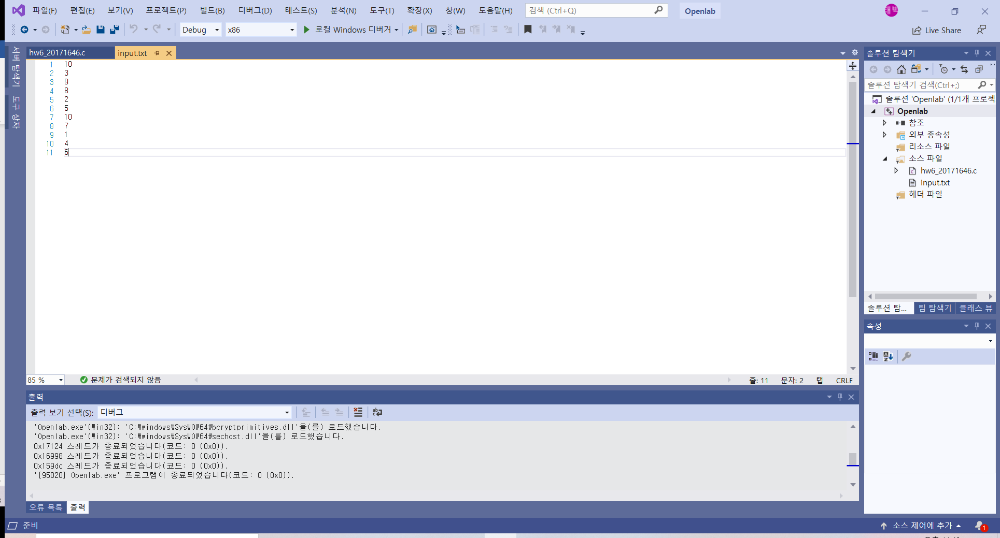 파일(F) 편집(E) 보기(V) 프로젝트(P) 빌드(B) 디버그(D) 테스트(S) 분석(N) 도구(T) 확장(X) 창(W) 도움말(H) 검색 (Ctrl+Q) Openlab
Debug x86 로컬 Windows 디버거 Live Share
서버 탐색기
도구 상자
hw6_20171646.c input.txt
1 10
2 3
3 9
4 8
5 2
6 5
7 10
8 7
9 1
10 4
11 6
85 % 문제가 검색되지 않음 줄: 11 문자: 2 탭 CRLF
출력
출력 보기 선택(S): 디버그
'Openlab.exe'(Win32): 'C:₩windows₩SysWOW64₩bcryptprimitives.dll'을(를) 로드했습니다.
'Openlab.exe'(Win32): 'C:₩windows₩SysWOW64₩sechost.dll'을(를) 로드했습니다.
0x17124 스레드가 종료되었습니다(코드: 0 (0x0)).
0x16998 스레드가 종료되었습니다(코드: 0 (0x0)).
0x159dc 스레드가 종료되었습니다(코드: 0 (0x0)).
'[95020] Openlab.exe' 프로그램이 종료되었습니다(코드: 0 (0x0)).
오류 목록 출력
솔루션 탐색기
솔루션 탐색기 검색(Ctrl+;)
솔루션 'Openlab' (1/1개 프로젝
Openlab
참조
외부 종속성
리소스 파일
소스 파일
hw6_20171646.c
input.txt
헤더 파일
솔루션 탐... 팀 탐색기 클래스 뷰
속성
준비 소스 제어에 추가 1